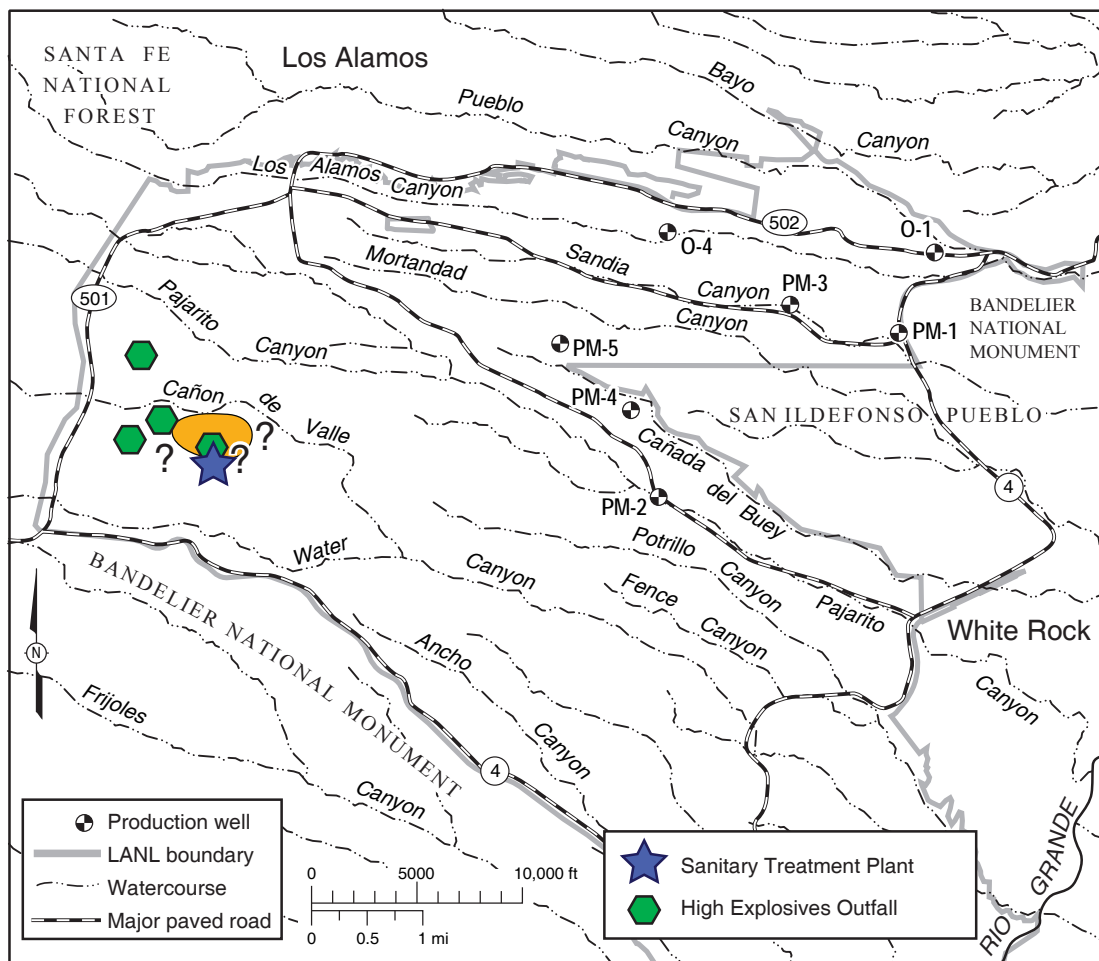 SANTA FE
NATIONAL
FOREST
Los Alamos
Bayo
Pueblo
Canyon
Canyon
Los Alamos Canyon
502
O-1
O-4
Sandia
Mortandad
Canyon
PM-3
501
Pajarito
Canyon
PM-1
BANDELIER
NATIONAL
MONUMENT
PM-5
Canyon
Cañon de Valle
PM-4
SAN ILDEFONSO PUEBLO
?
?
?
Cañada del Buey
PM-2
4
Water
Canyon
Potrillo
Canyon
Pajarito
Fence
Canyon
BANDELIER NATIONAL MONUMENT
White Rock
N
Ancho
Canyon
Canyon
Frijoles
Canyon
4
RIO GRANDE
Production well
LANL boundary
Watercourse
Major paved road
0 5000 10,000 ft
0 0.5 1 mi
Sanitary Treatment Plant
High Explosives Outfall